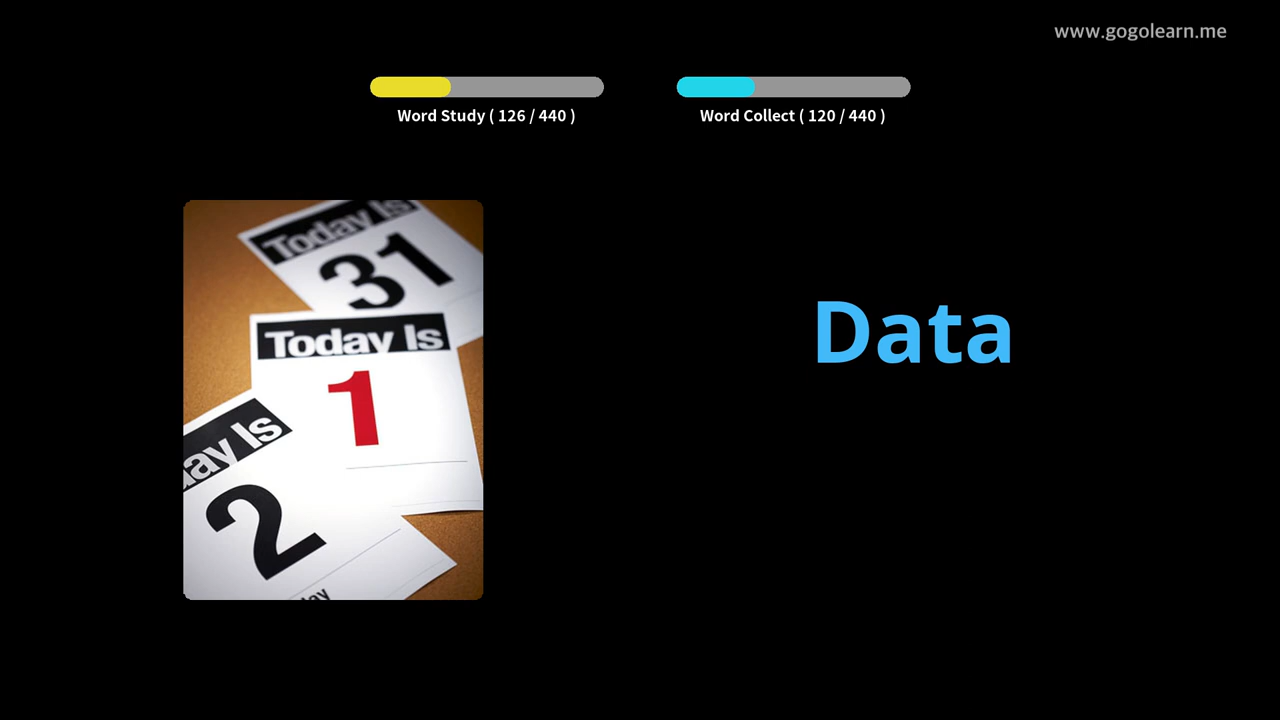 www.gogolearn.me
Word Study ( 126 / 440 )
Word Collect ( 120 / 440 )
Today Is
31
Today Is
1
day Is
2
Data